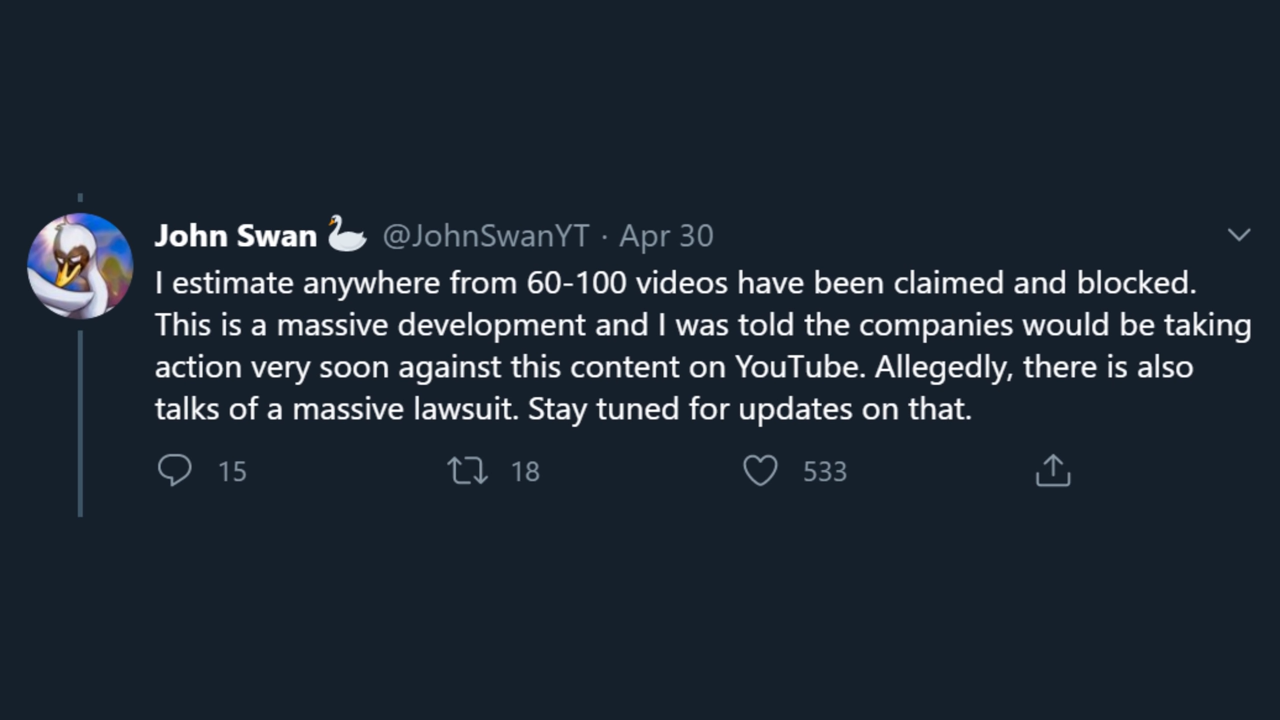 John Swan 🦢 @JohnSwanYT · Apr 30
I estimate anywhere from 60-100 videos have been claimed and blocked.
This is a massive development and I was told the companies would be taking
action very soon against this content on YouTube. Allegedly, there is also
talks of a massive lawsuit. Stay tuned for updates on that.
15 18 533